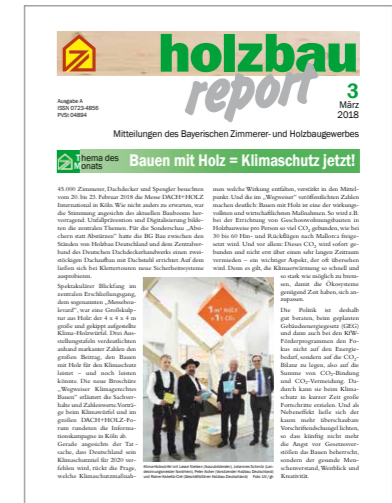 holzbau
report
Ausgabe A
ISSN 0723-4856
PVSt 04894
3
März
2018
Mitteilungen des Bayerischen Zimmerer- und Holzbaugewerbes
Thema des
Monats
Bauen mit Holz = Klimaschutz jetzt!
45.000 Zimmerer, Dachdecker und Spengler besuchten
vom 20. bis 23. Februar 2018 die Messe DACH+HOLZ
International in Köln. Wie nicht anders zu erwarten, war
die Stimmung angesichts des aktuellen Baubooms her-
vorragend. Unfallprävention und Digitalisierung bilde-
ten die zentralen Themen. Für die Sonderschau „Absi-
chern statt Abstürzen" hatte die BG Bau zwischen den
Ständen von Holzbau Deutschland und dem Zentralver-
band des Deutschen Dachdeckerhandwerks einen zwei-
stöckigen Dachaufbau mit Dachstuhl errichtet. Auf dem
ließen sich bei Klettertouren neue Sicherheitssysteme
ausprobieren.
Spektakulärer Blickfang im
zentralen Erschließungsgang,
dem sogenannten „Messebou-
levard", war eine Großskulp-
tur aus Holz: der 4 x 4 x 4 m
große und gekippt aufgestellte
Klima-Holzwürfel. Drei Aus-
stellungstafeln verdeutlichten
anhand markanter Zahlen den
großen Beitrag, den Bauen
mit Holz für den Klimaschutz
leistet – und noch leisten
könnte. Die neue Broschüre
„Wegweiser Klimagerechtes
Bauen" erläutert die Sachver-
halte und Zahlenwerte. Vorträ-
ge beim Klimawürfel und im
großen DACH+HOLZ-Fo-
rum rundeten die Informa-
tionskampagne in Köln ab.
Gerade angesichts der Tat-
sache, dass Deutschland sein
Klimaschutzziel für 2020 ver-
fehlen wird, rückt die Frage,
welche Klimaschutzmaßnah-
men welche Wirkung entfalten, verstärkt in den Mittel-
punkt. Und die im „Wegweiser" veröffentlichten Zahlen
machen deutlich: Bauen mit Holz ist eine der wirkungs-
vollsten und wirtschaftlichsten Maßnahmen. So wird z.B.
bei der Errichtung von Geschosswohnungsbauten in
Holzbauweise pro Person so viel CO₂ gebunden, wie bei
30 bis 60 Hin- und Rückflügen nach Mallorca freige-
setzt wird. Und vor allem: Dieses CO₂ wird sofort ge-
bunden und nicht erst über einen sehr langen Zeitraum
vermieden – ein wichtiger Aspekt, der oft übersehen
wird. Denn es gilt, die Klimaerwärmung so schnell und
so stark wie möglich zu brem-
sen, damit die Ökosysteme
genügend Zeit haben, sich an-
zupassen.
Die Politik ist deshalb
gut beraten, beim geplanten
Gebäudeenergiegesetz (GEG)
und dann auch bei den KfW-
Förderprogrammen den Fo-
kus nicht auf den Energie-
bedarf, sondern auf die CO₂-
Bilanz zu legen, also auf die
Summe von CO₂-Bindung
und CO₂-Vermeidung. Da-
durch kann sie beim Klima-
schutz in kurzer Zeit große
Fortschritte erzielen. Und als
Nebeneffekt ließe sich der
kaum mehr überschaubare
Vorschriftendschungel lichten,
so das künftig nicht mehr
die Angst vor Gesetzesver-
stößen das Bauen beherrscht,
sondern der gesunde Men-
schenverstand, Weitblick und
Kreativität.